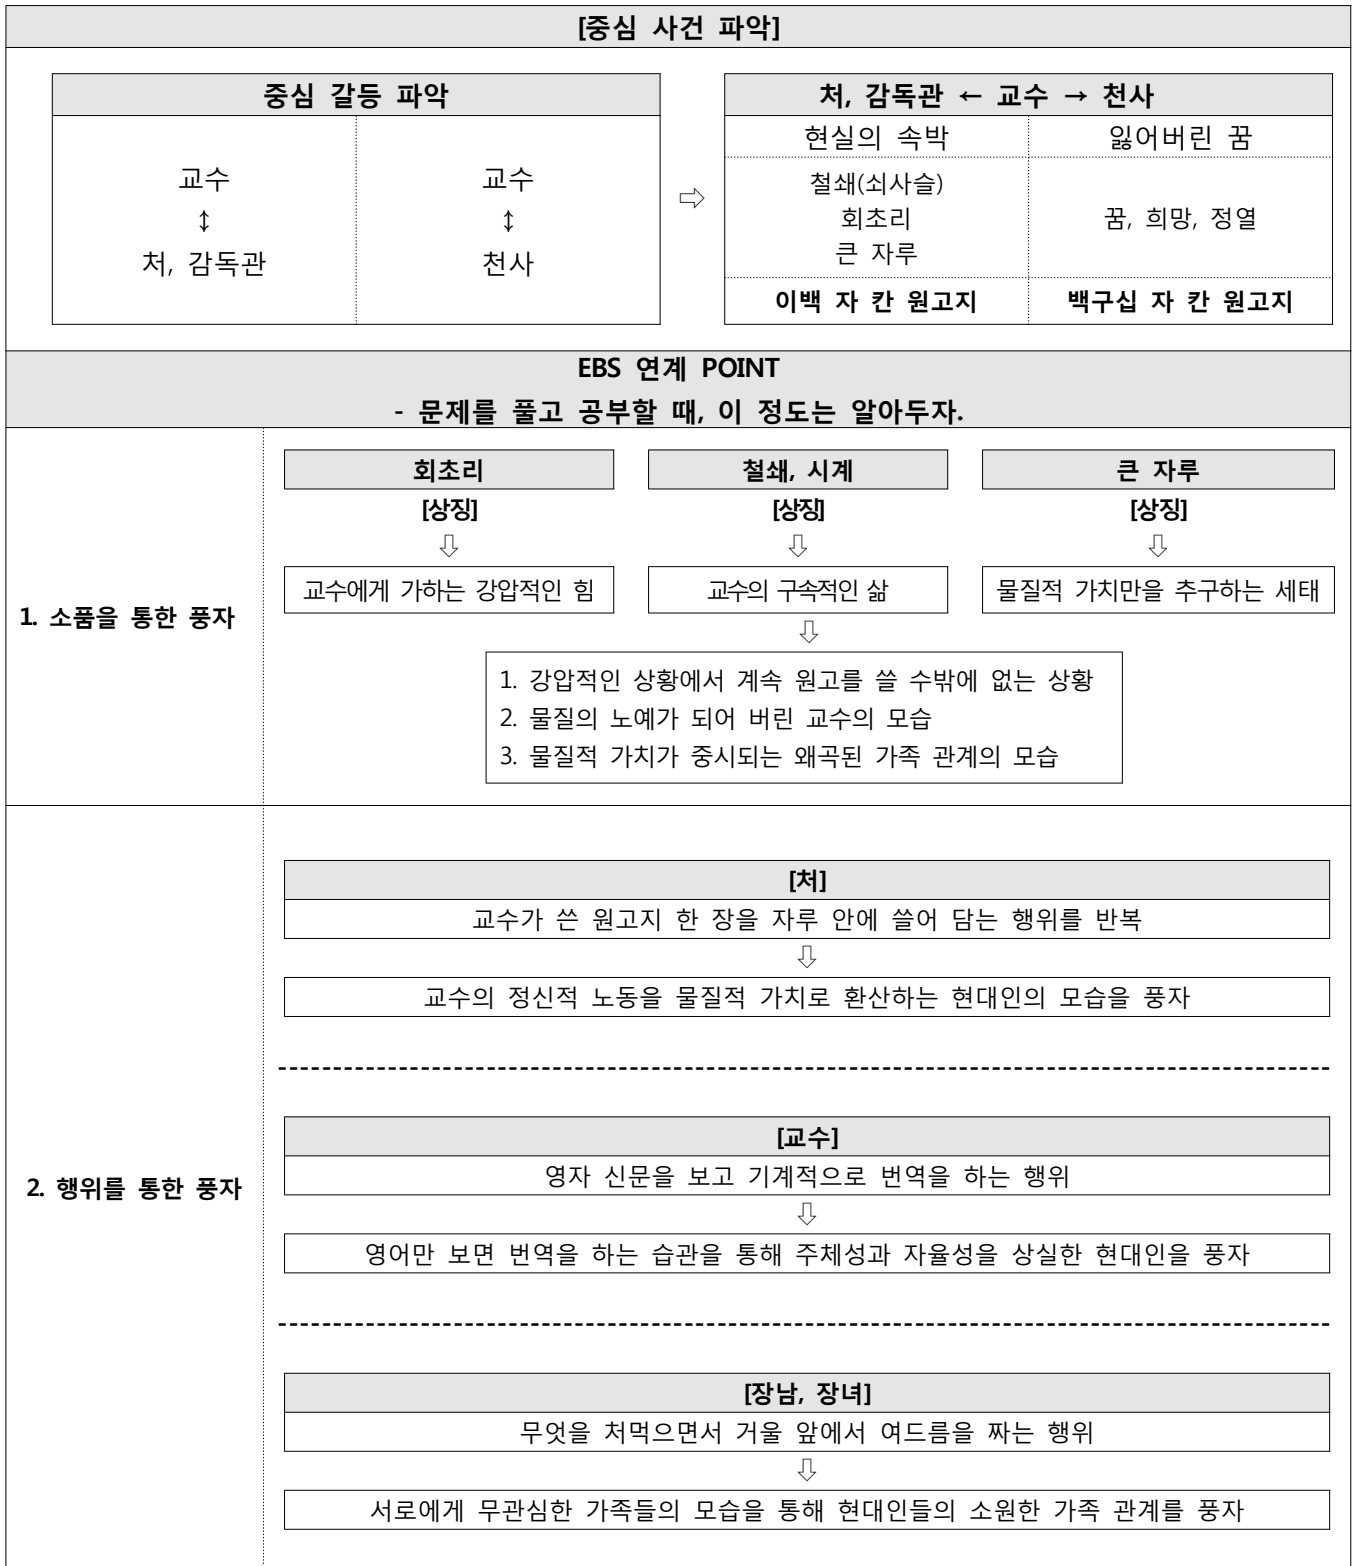 [중심 사건 파악]
중심 갈등 파악
교수
↕
처, 감독관
교수
↕
천사
⇨
처, 감독관 ← 교수 → 천사
현실의 속박
잃어버린 꿈
철쇄(쇠사슬)
회초리
큰 자루
꿈, 희망, 정열
이백 자 칸 원고지
백구십 자 칸 원고지
EBS 연계 POINT
- 문제를 풀고 공부할 때, 이 정도는 알아두자.
1. 소품을 통한 풍자
회초리
[상징]
⇩
교수에게 가하는 강압적인 힘
철쇄, 시계
[상징]
⇩
교수의 구속적인 삶
큰 자루
[상징]
⇩
물질적 가치만을 추구하는 세태
⇩
1. 강압적인 상황에서 계속 원고를 쓸 수밖에 없는 상황
2. 물질의 노예가 되어 버린 교수의 모습
3. 물질적 가치가 중시되는 왜곡된 가족 관계의 모습
2. 행위를 통한 풍자
[처]
교수가 쓴 원고지 한 장을 자루 안에 쓸어 담는 행위를 반복
⇩
교수의 정신적 노동을 물질적 가치로 환산하는 현대인의 모습을 풍자
[교수]
영자 신문을 보고 기계적으로 번역을 하는 행위
⇩
영어만 보면 번역을 하는 습관을 통해 주체성과 자율성을 상실한 현대인을 풍자
[장남, 장녀]
무엇을 처먹으면서 거울 앞에서 여드름을 짜는 행위
⇩
서로에게 무관심한 가족들의 모습을 통해 현대인들의 소원한 가족 관계를 풍자